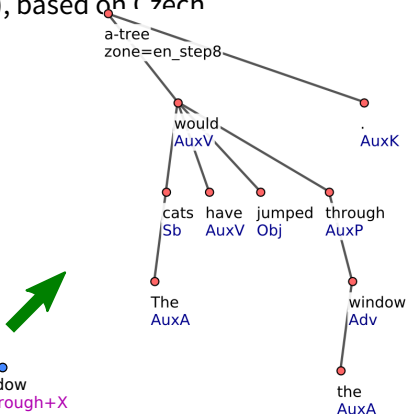 ), based on Czech
a-tree
zone=en_step8
would
AuxV
.
AuxK
cats have jumped through
Sb AuxV Obj AuxP
The window
AuxA Adv
dow the
rough+X AuxA